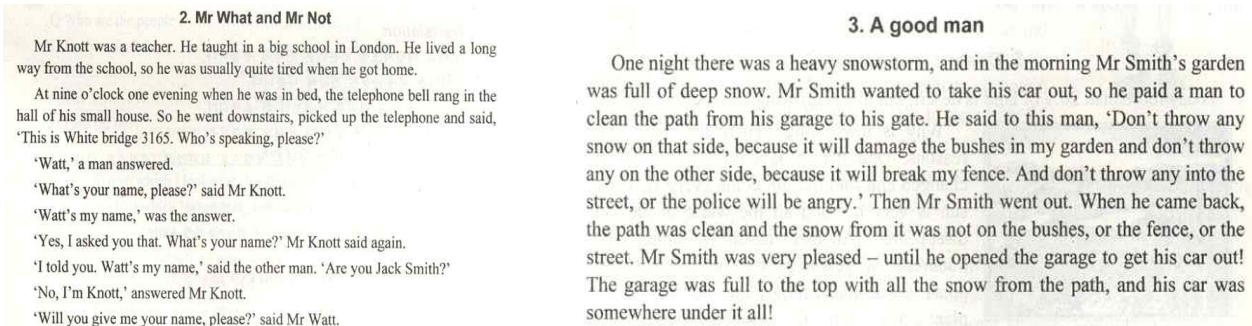 2. Mr What and Mr Not
Mr Knott was a teacher. He taught in a big school in London. He lived a long
way from the school, so he was usually quite tired when he got home.
At nine o'clock one evening when he was in bed, the telephone bell rang in the
hall of his small house. So he went downstairs, picked up the telephone and said,
'This is White bridge 3165. Who's speaking, please?'
'Watt,' a man answered.
'What's your name, please?' said Mr Knott.
'Watt's my name,' was the answer.
'Yes, I asked you that. What's your name?' Mr Knott said again.
'I told you. Watt's my name,' said the other man. 'Are you Jack Smith?'
'No, I'm Knott,' answered Mr Knott.
'Will you give me your name, please?' said Mr Watt.
3. A good man
One night there was a heavy snowstorm, and in the morning Mr Smith's garden
was full of deep snow. Mr Smith wanted to take his car out, so he paid a man to
clean the path from his garage to his gate. He said to this man, 'Don't throw any
snow on that side, because it will damage the bushes in my garden and don't throw
any on the other side, because it will break my fence. And don't throw any into the
street, or the police will be angry.' Then Mr Smith went out. When he came back,
the path was clean and the snow from it was not on the bushes, or the fence, or the
street. Mr Smith was very pleased – until he opened the garage to get his car out!
The garage was full to the top with all the snow from the path, and his car was
somewhere under it all!